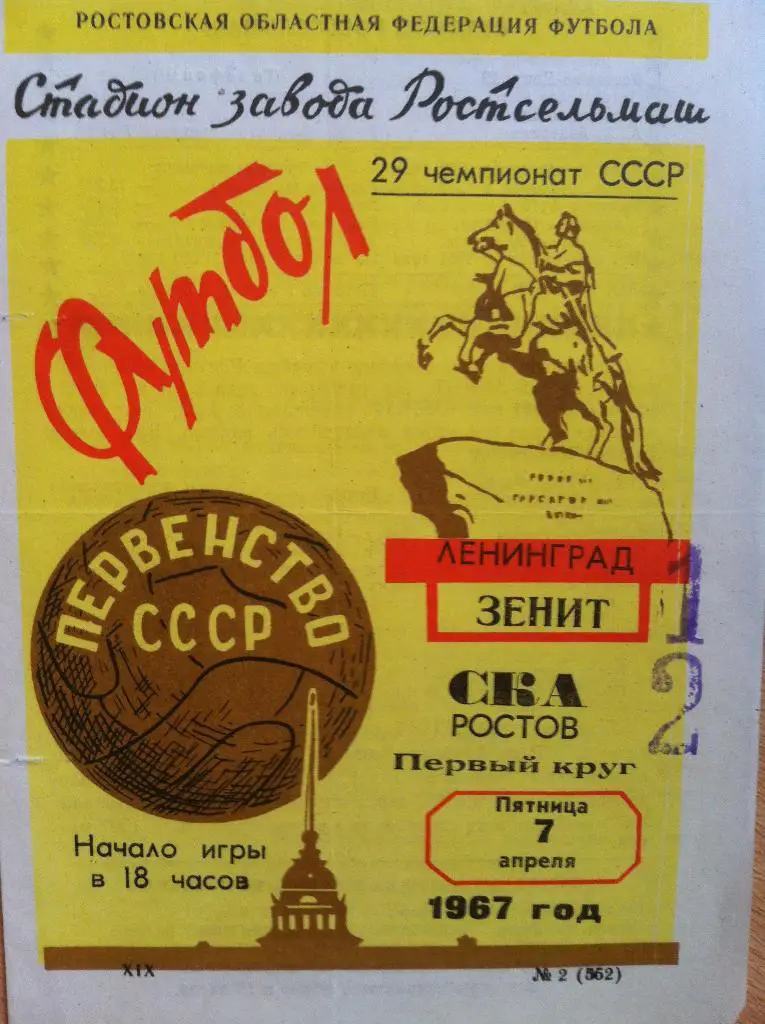 РОСТОВСКАЯ ОБЛАСТНАЯ ФЕДЕРАЦИЯ ФУТБОЛА
Стадион завода Ростсельмаш
29 чемпионат СССР
Футбол
ПЕРВЕНСТВО
СССР
ЛЕНИНГРАД
ЗЕНИТ
1
СКА
2
РОСТОВ
Первый круг
Пятница
7
апреля
1967 год
Начало игры
в 18 часов
XIX
№ 2 (562)